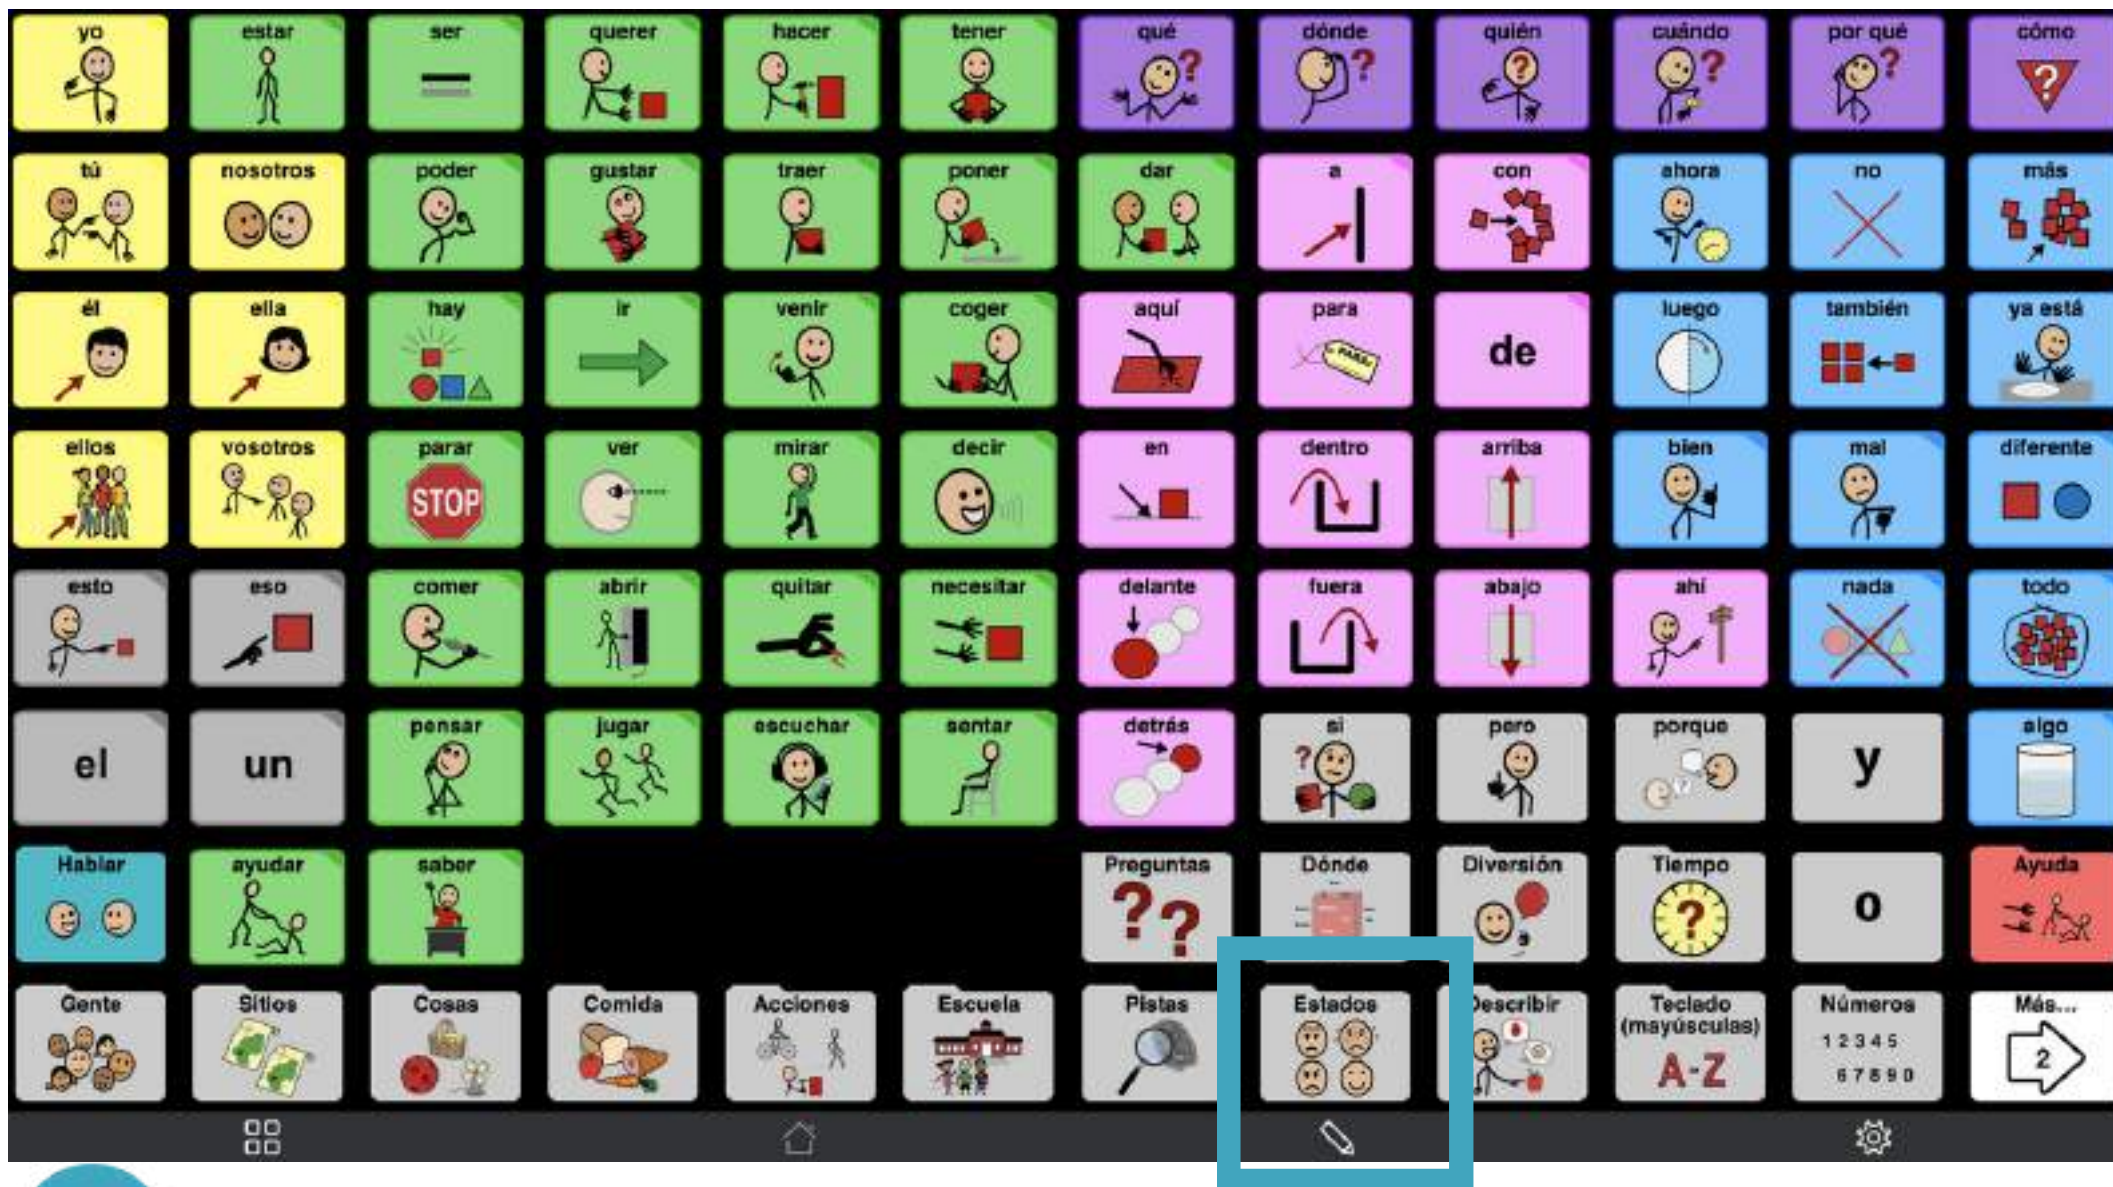 yo estar ser querer hacer tener qué dónde quién cuándo por qué cómo
? ? ? ? ? ?
tú nosotros poder gustar traer poner dar a con ahora no más
él ella hay ir venir coger aquí para de luego también ya está
PARA:
ellos vosotros parar ver mirar decir en dentro arriba bien mal diferente
STOP
esto eso comer abrir quitar necesitar delante fuera abajo ahí nada todo
el un pensar jugar escuchar sentar detrás si pero porque y algo
?
Hablar ayudar saber Preguntas Dónde Diversión Tiempo o Ayuda
?? ?
Gente Sitios Cosas Comida Acciones Escuela Pistas Estados Describir Teclado Números Más...
(mayúsculas)
A-Z
1 2 3 4 5
6 7 8 9 0
2